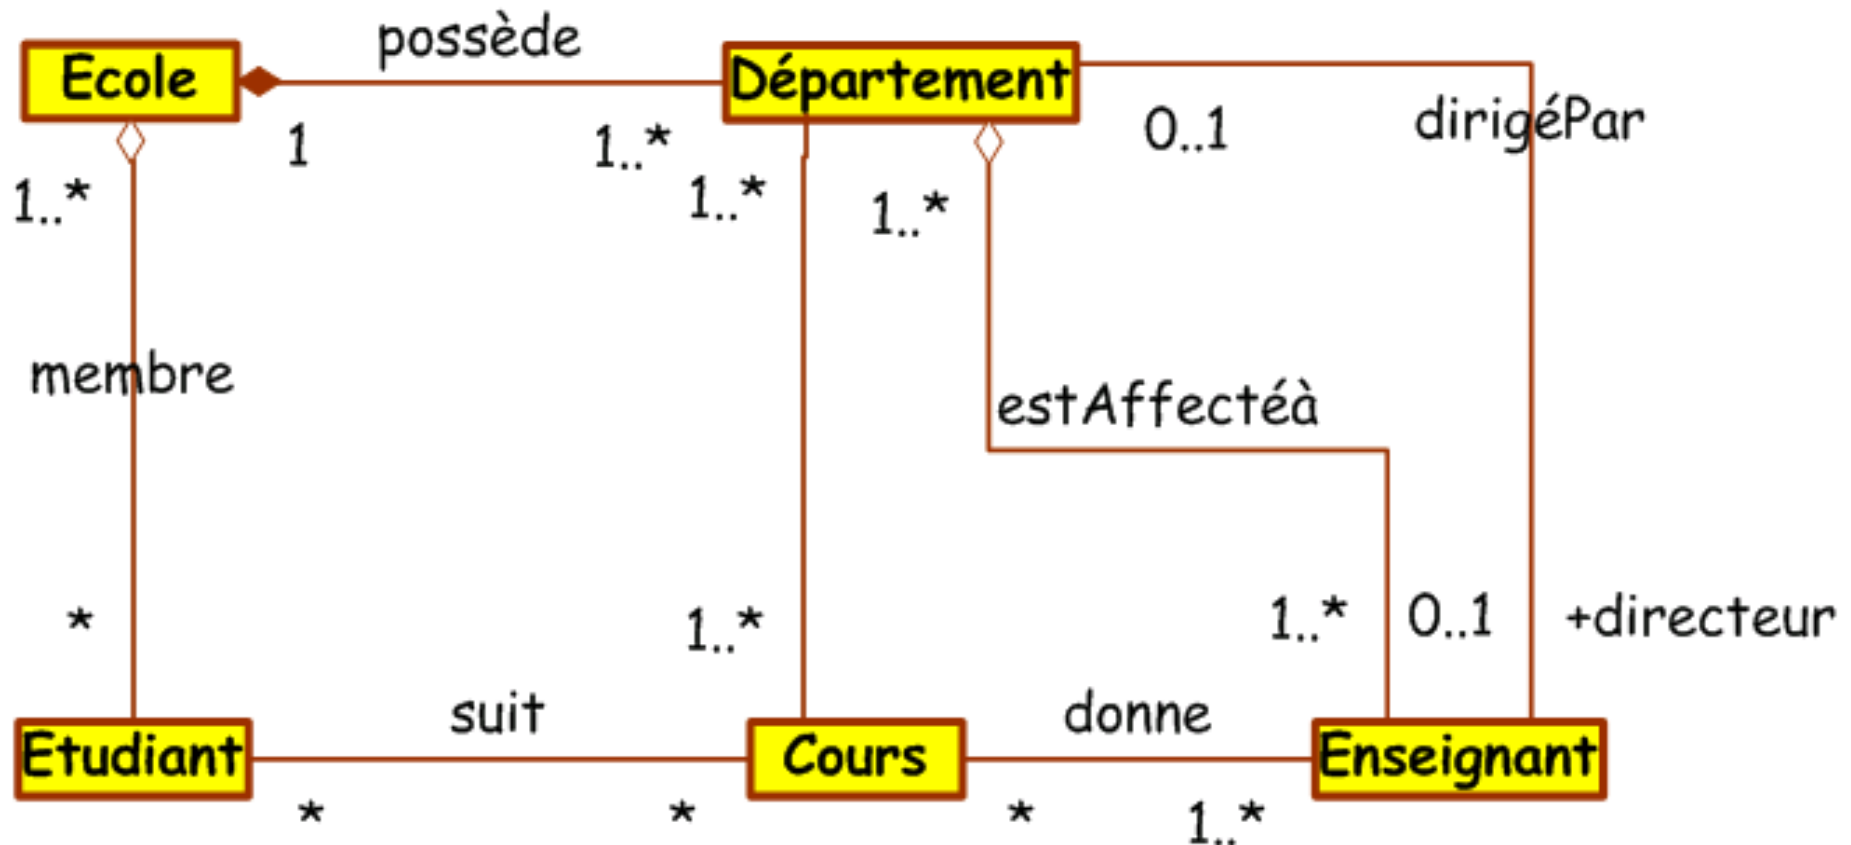 possède
Ecole
Département
1
1..*
0..1
dirigéPar
1..*
1..*
1..*
membre
estAffectéà
*
1..*
1..*
0..1
+directeur
suit
donne
Etudiant
Cours
Enseignant
*
*
*
1..*